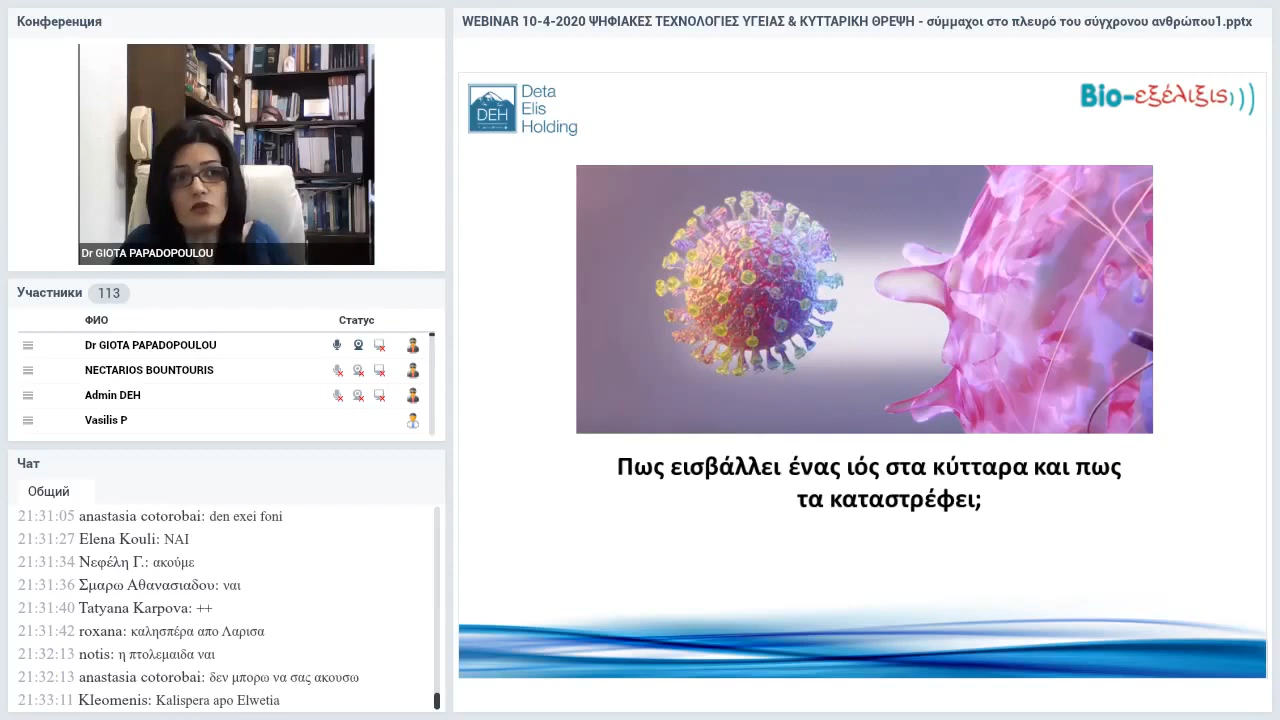 Конференция
Dr GIOTA PAPADOPOULOU
Участники 113
ФИО Статус
Dr GIOTA PAPADOPOULOU
NECTARIOS BOUNTOURIS
Admin DEH
Vasilis P
Чат
Общий
21:31:05 anastasia cotorobai: den exei foni
21:31:27 Elena Kouli: NAI
21:31:34 Νεφέλη Γ.: ακούμε
21:31:36 Σμαρω Αθανασιαδου: ναι
21:31:40 Tatyana Karpova: ++
21:31:42 roxana: καλησπέρα απο Λαρισα
21:32:13 notis: η πτολεμαιδα ναι
21:32:13 anastasia cotorobai: δεν μπορω να σας ακουσω
21:33:11 Kleomenis: Kalispera apo Elwetia
WEBINAR 10-4-2020 ΨΗΦΙΑΚΕΣ ΤΕΧΝΟΛΟΓΙΕΣ ΥΓΕΙΑΣ & ΚΥΤΤΑΡΙΚΗ ΘΡΕΨΗ - σύμμαχοι στο πλευρό του σύγχρονου ανθρώπου1.pptx
DEH
Deta
Elis
Holding
Bio-εξέλιξις
Πως εισβάλλει ένας ιός στα κύτταρα και πως
τα καταστρέφει;